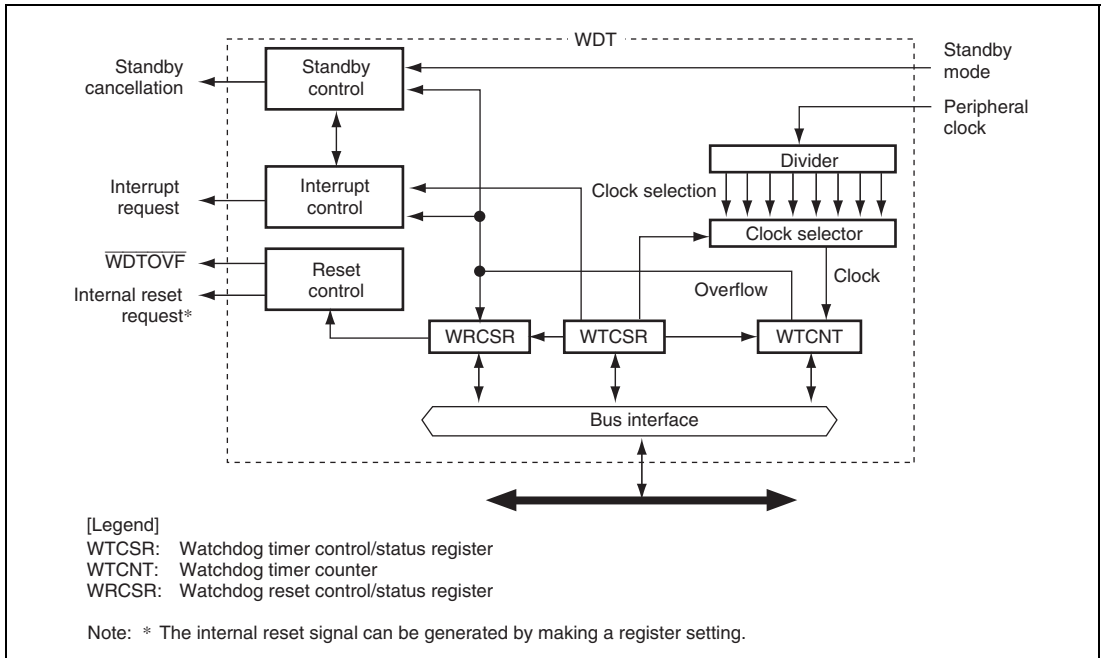 WDT
Standby
cancellation
Standby
control
Standby
mode
Peripheral
clock
Divider
Interrupt
request
Interrupt
control
Clock selection
Clock selector
WDTOVF
Internal reset
request*
Reset
control
Overflow
Clock
WRCSR
WTCSR
WTCNT
Bus interface
[Legend]
WTCSR: Watchdog timer control/status register
WTCNT: Watchdog timer counter
WRCSR: Watchdog reset control/status register
Note: * The internal reset signal can be generated by making a register setting.